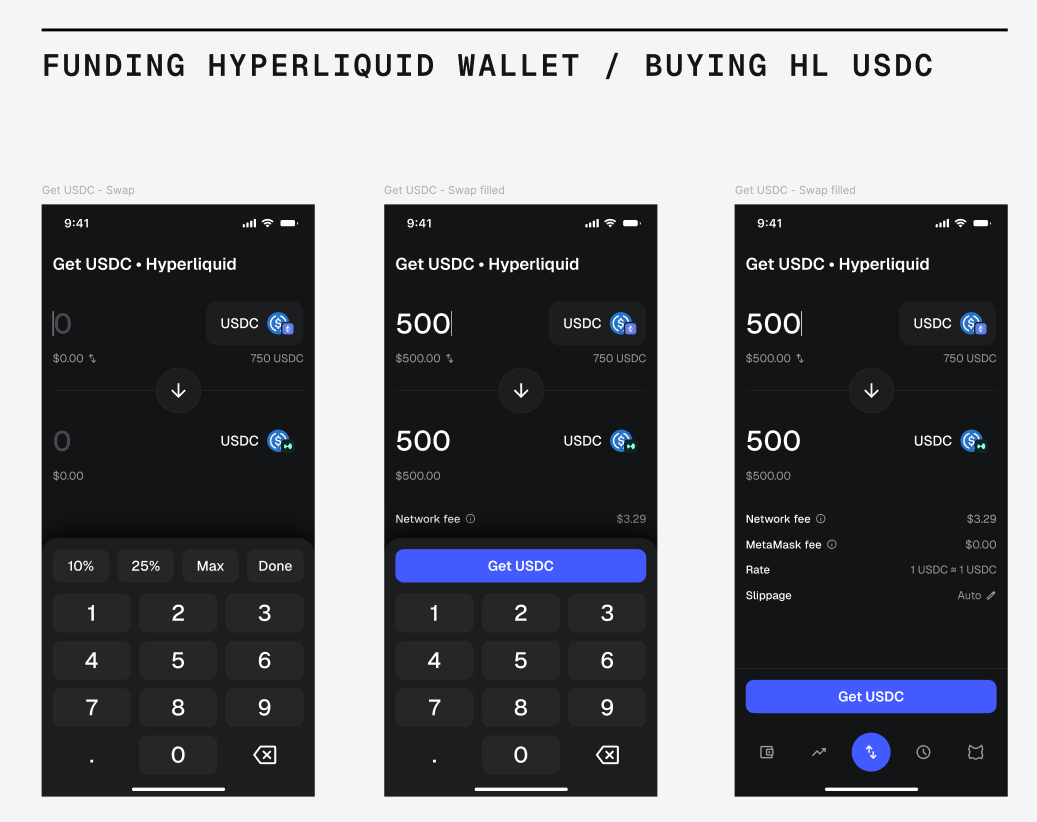 FUNDING HYPERLIQUID WALLET / BUYING HL USDC
Get USDC - Swap
9:41
Get USDC • Hyperliquid
0
USDC
$0.00
750 USDC
0
USDC
$0.00
10%
25%
Max
Done
1
2
3
4
5
6
7
8
9
.
0
Get USDC - Swap filled
9:41
Get USDC • Hyperliquid
500
USDC
$500.00
750 USDC
500
USDC
$500.00
Network fee
$3.29
Get USDC
1
2
3
4
5
6
7
8
9
.
0
Get USDC - Swap filled
9:41
Get USDC • Hyperliquid
500
USDC
$500.00
750 USDC
500
USDC
$500.00
Network fee
$3.29
MetaMask fee
$0.00
Rate
1 USDC ≈ 1 USDC
Slippage
Auto
Get USDC